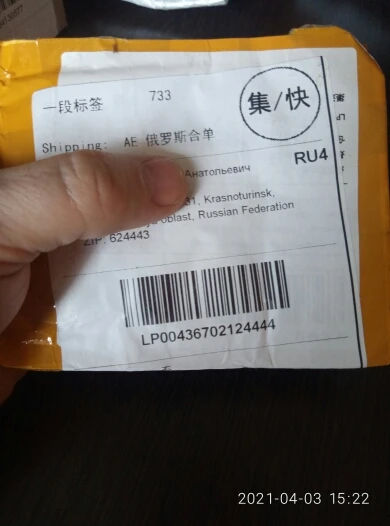 一段标签 733
集/快
Shipping: AE 俄罗斯合单
RU4
Анатольевич
31, Krasnoturinsk,
oblast, Russian Federation
ZIP: 624443
LP00436702124444
2021-04-03 15:22